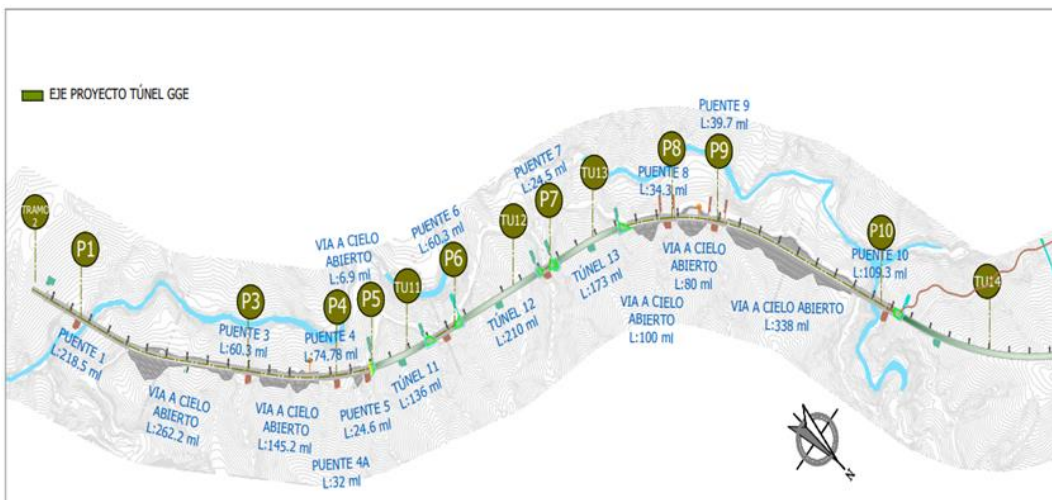 EJE PROYECTO TÚNEL GGE
TRAMO
2
P1
PUENTE 1
L:218.5 ml
VIA A CIELO
ABIERTO
L:262.2 ml
P3
PUENTE 3
L:60.3 ml
VIA A CIELO
ABIERTO
L:145.2 ml
VIA A CIELO
ABIERTO
L:6.9 ml
P4
PUENTE 4
L:74.78 ml
PUENTE 4A
L:32 ml
P5
PUENTE 5
L:24.6 ml
TU11
TÚNEL 11
L:136 ml
PUENTE 6
L:60.3 ml
P6
TU12
TÚNEL 12
L:210 ml
PUENTE 7
L:24.5 ml
P7
TU13
TÚNEL 13
L:173 ml
VIA A CIELO
ABIERTO
L:100 ml
P8
PUENTE 8
L:34.3 ml
VIA A CIELO
ABIERTO
L:80 ml
PUENTE 9
L:39.7 ml
P9
VIA A CIELO ABIERTO
L:338 ml
P10
PUENTE 10
L:109.3 ml
TU14
N